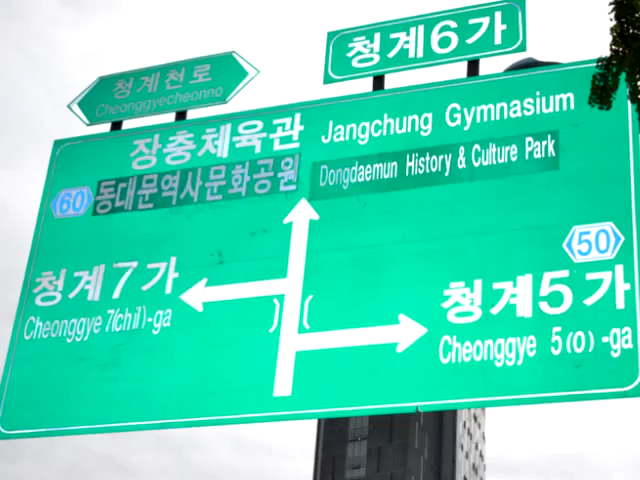 청계6가
청계천로
Cheonggyecheonno
장충체육관 Jangchung Gymnasium
60 동대문역사문화공원 Dongdaemun History & Culture Park
50
청계7가
Cheonggye 7(chil)-ga
청계5가
Cheonggye 5(O)-ga